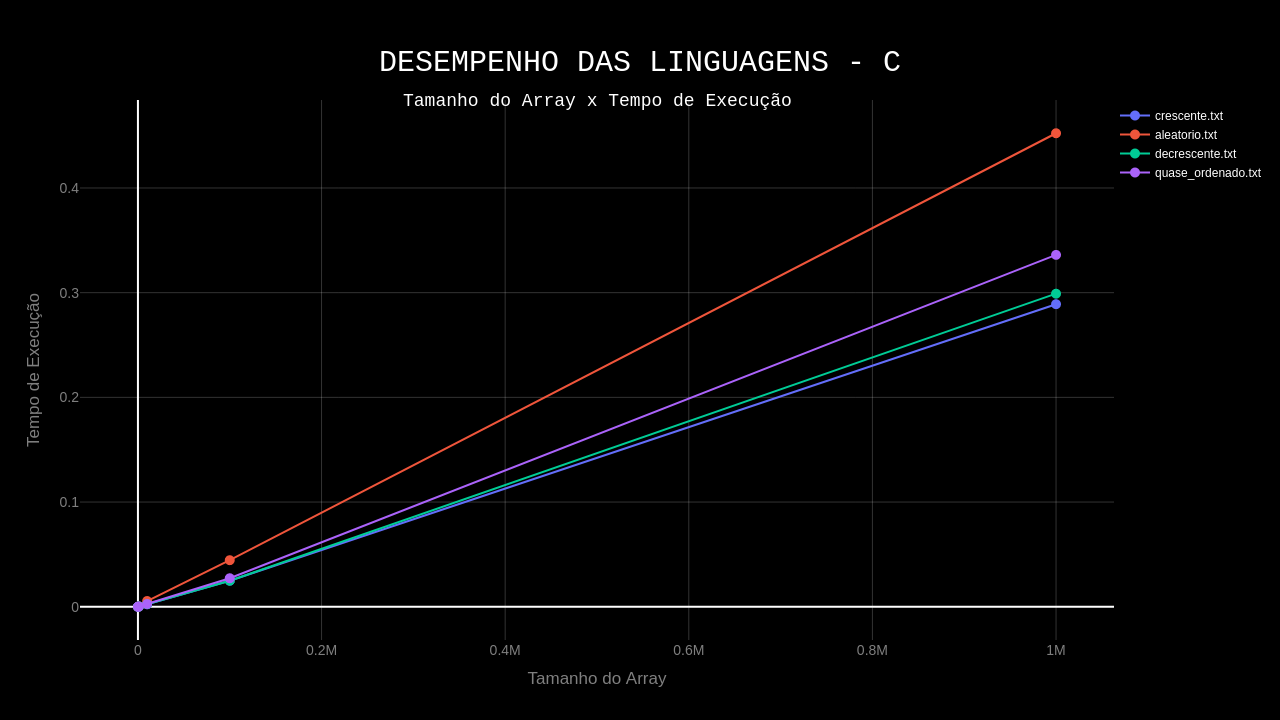 DESEMPENHO DAS LINGUAGENS - C
Tamanho do Array x Tempo de Execução
crescente.txt
aleatorio.txt
decrescente.txt
quase_ordenado.txt
Tempo de Execução
0.4
0.3
0.2
0.1
0
0 0.2M 0.4M 0.6M 0.8M 1M
Tamanho do Array